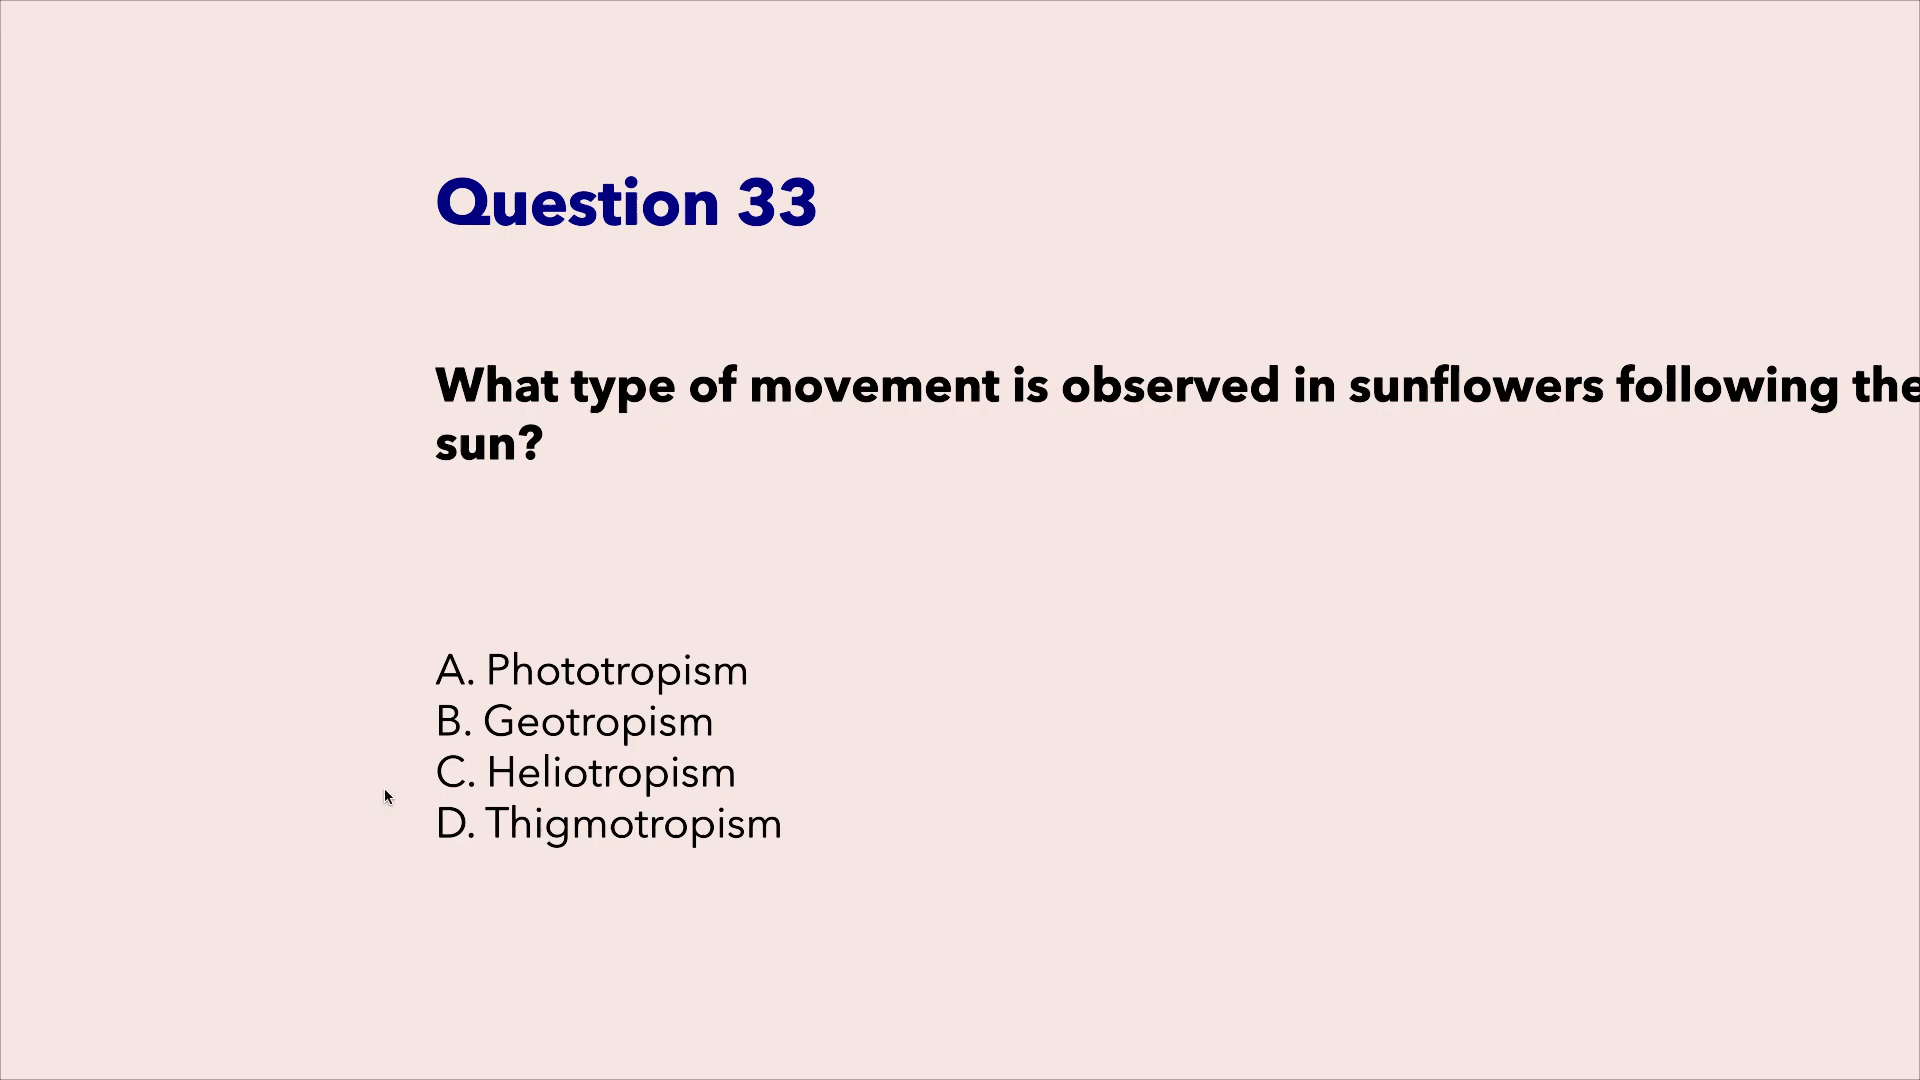 Question 33
What type of movement is observed in sunflowers following the
sun?
A. Phototropism
B. Geotropism
C. Heliotropism
D. Thigmotropism